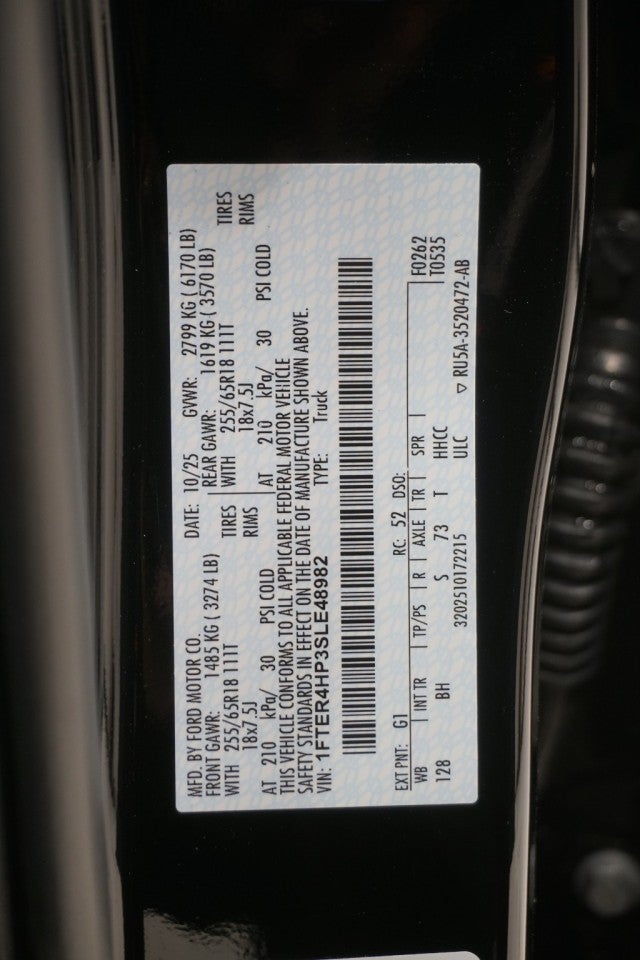 MFD. BY FORD MOTOR CO. DATE: 10/25 GVWR: 2799 KG ( 6170 LB)
FRONT GAWR: 1485 KG ( 3274 LB) REAR GAWR: 1619 KG ( 3570 LB)
WITH 255/65R18 111T TIRES WITH 255/65R18 111T TIRES
18x7.5J RIMS 18x7.5J RIMS
AT 210 kPa/ 30 PSI COLD AT 210 kPa/ 30 PSI COLD
THIS VEHICLE CONFORMS TO ALL APPLICABLE FEDERAL MOTOR VEHICLE
SAFETY STANDARDS IN EFFECT ON THE DATE OF MANUFACTURE SHOWN ABOVE.
VIN: 1FTER4HP3SLE48982 TYPE: Truck
EXT PNT: G1 RC: 52 DSO: F0262
WB INT TR TP/PS R AXLE TR SPR T0535
128 BH S 73 T HHCC
3202510172215 ULC ▽ RU5A-3520472-AB